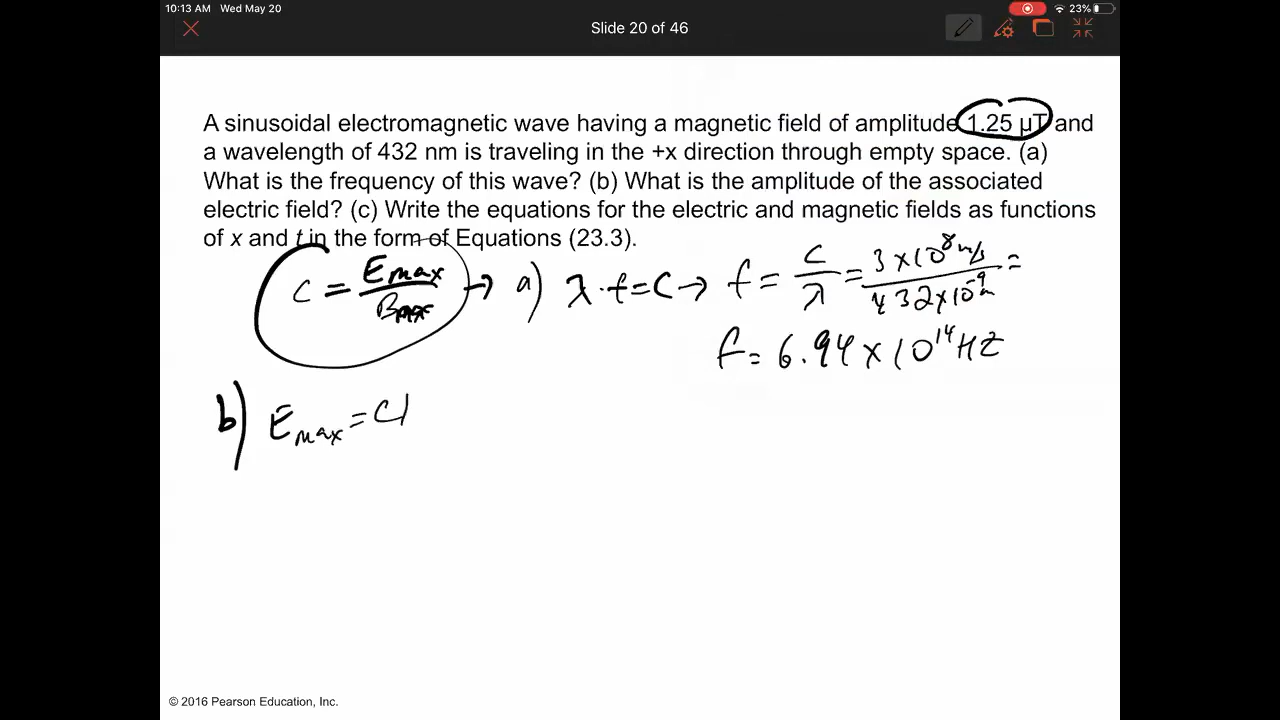 10:13 AM Wed May 20 23%
Slide 20 of 46
A sinusoidal electromagnetic wave having a magnetic field of amplitude 1.25 μT and
a wavelength of 432 nm is traveling in the +x direction through empty space. (a)
What is the frequency of this wave? (b) What is the amplitude of the associated
electric field? (c) Write the equations for the electric and magnetic fields as functions
of x and t in the form of Equations (23.3).
c = Emax/Bmax → a) λ·f=c → f = c/λ = 3×10^8 m/s / 432×10^-9 m =
f = 6.94 × 10^14 Hz
b) Emax = c
© 2016 Pearson Education, Inc.